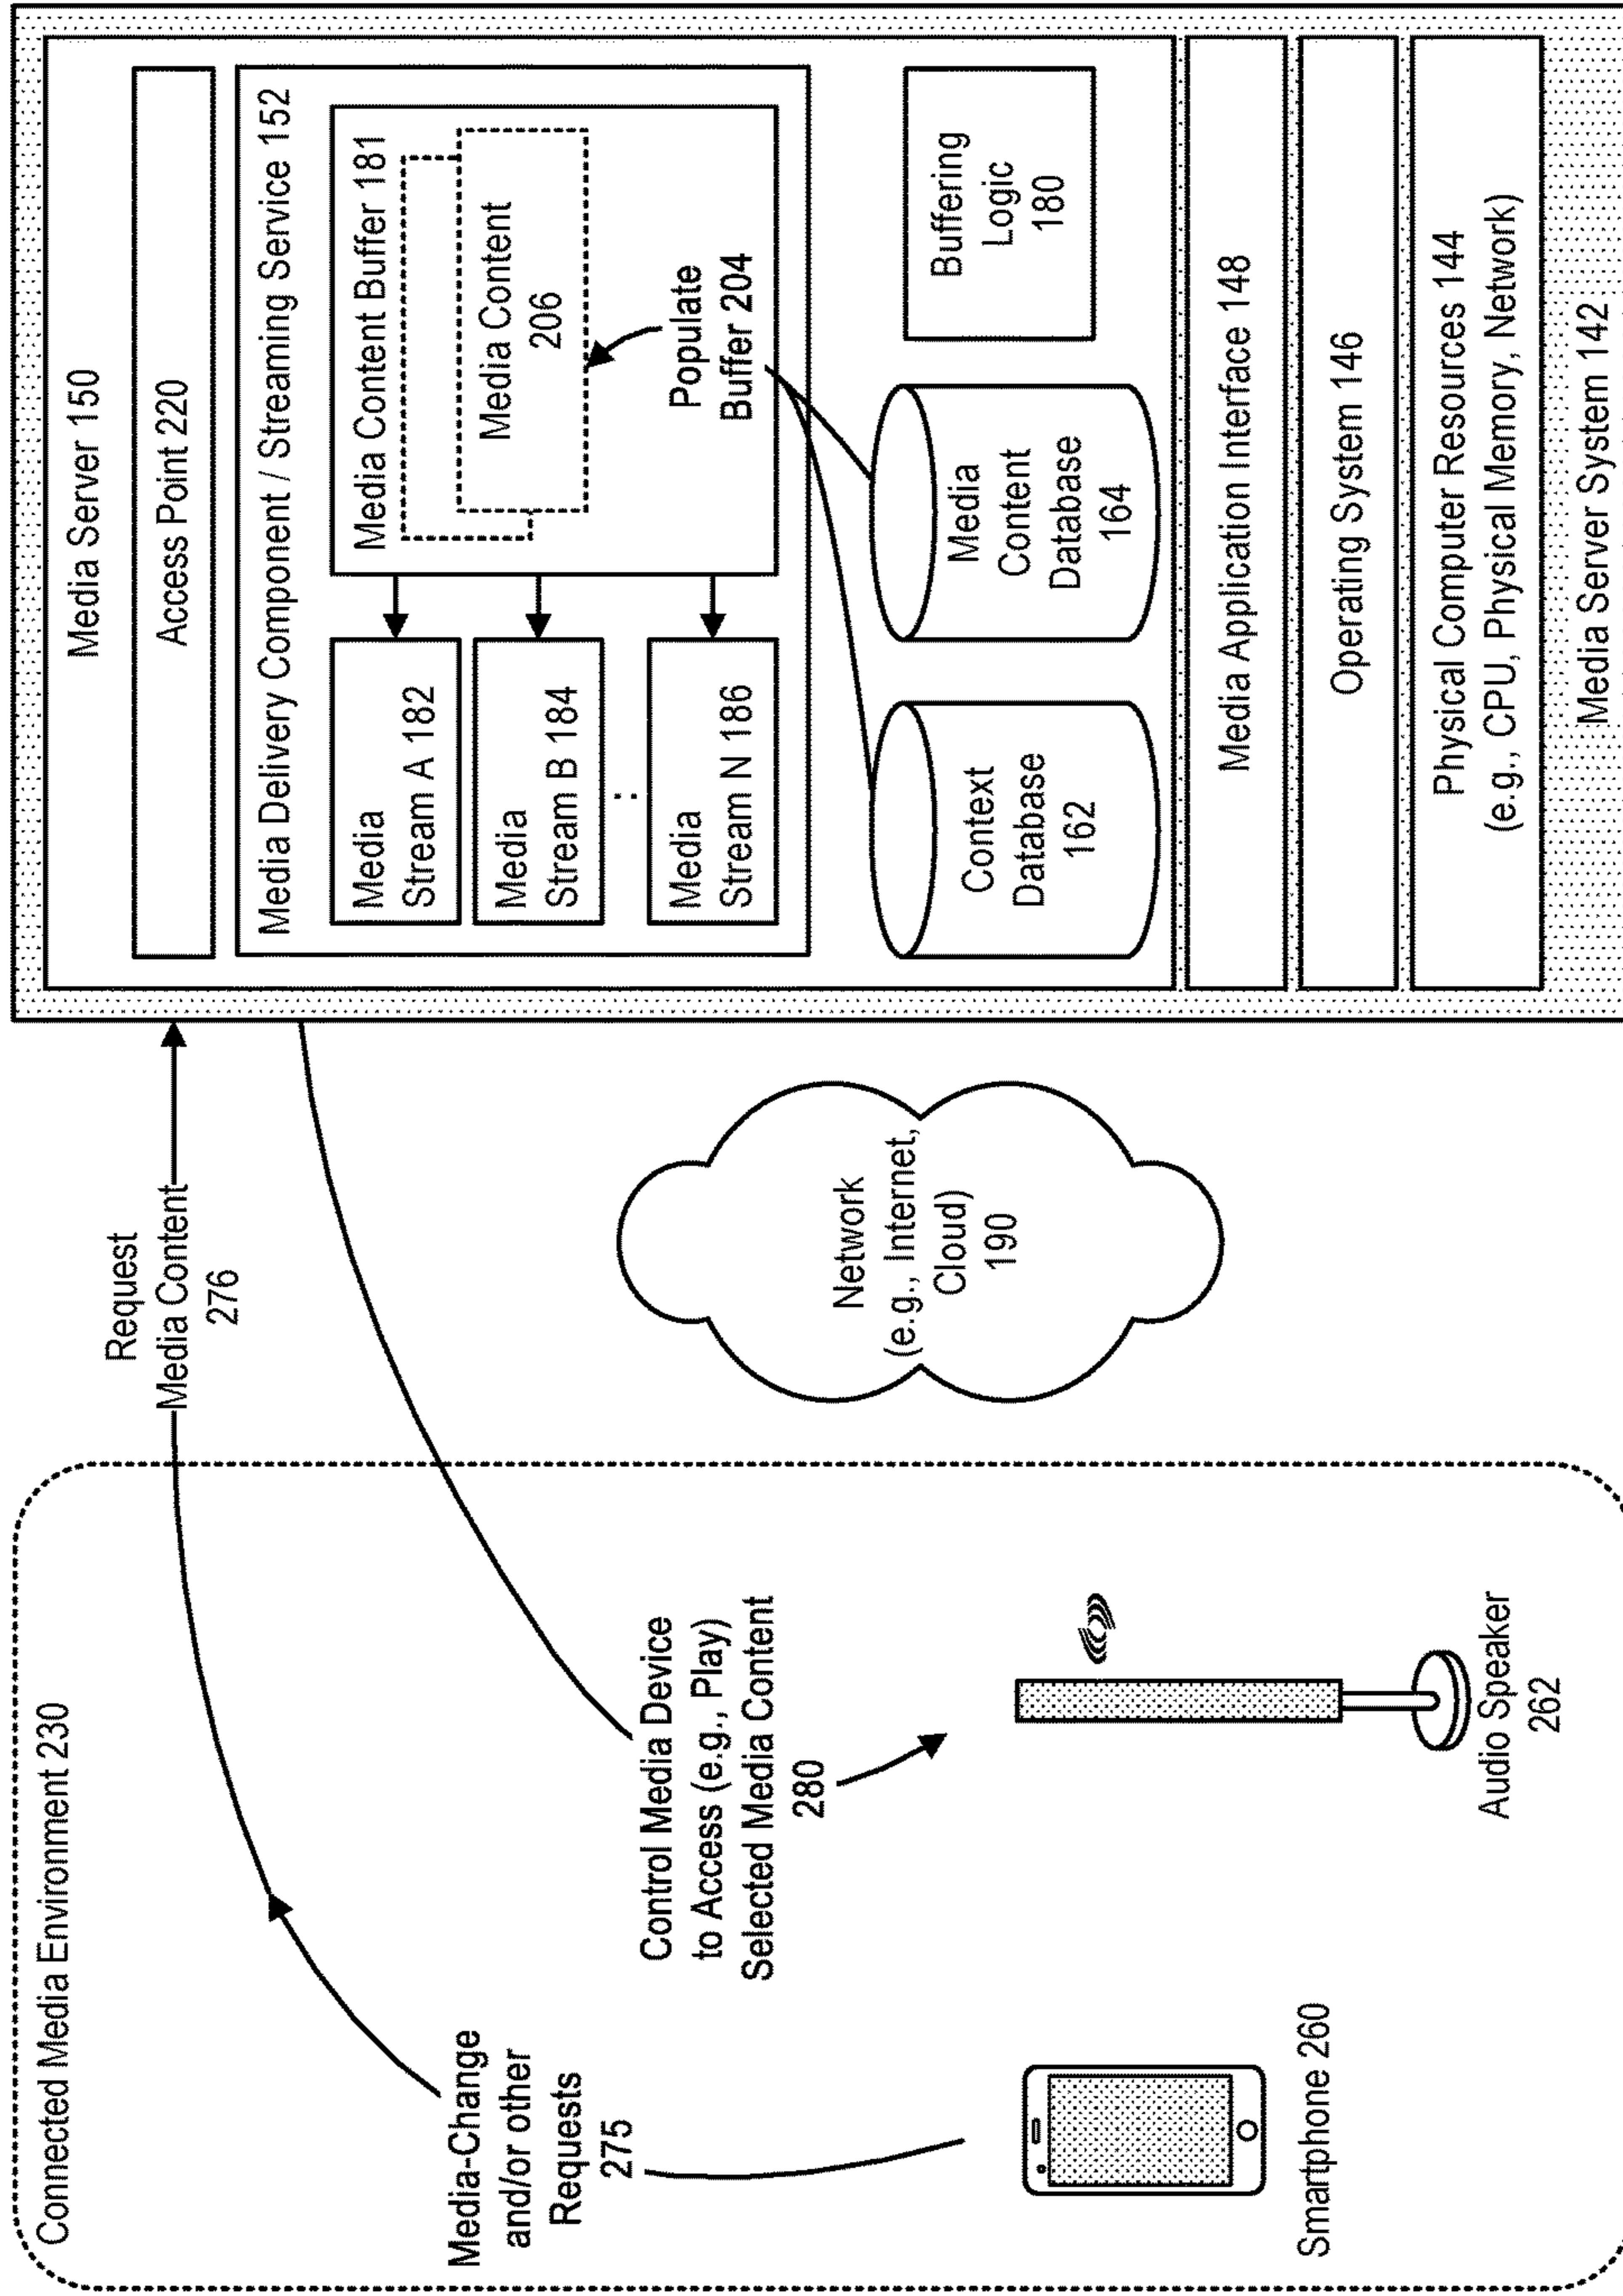 Connected Media Environment 230
Media-Change
and/or other
Requests
275
Smartphone 260
Control Media Device
to Access (e.g., Play)
Selected Media Content
280
Audio Speaker
262
Request
Media Content
276
Network
(e.g., Internet,
Cloud)
190
Media Server 150
Access Point 220
Media Delivery Component / Streaming Service 152
Media
Stream A 182
Media
Stream B 184
:
Media
Stream N 186
Media Content Buffer 181
Media Content
206
Populate
Buffer 204
Context
Database
162
Media
Content
Database
164
Buffering
Logic
180
Media Application Interface 148
Operating System 146
Physical Computer Resources 144
(e.g., CPU, Physical Memory, Network)
Media Server System 142